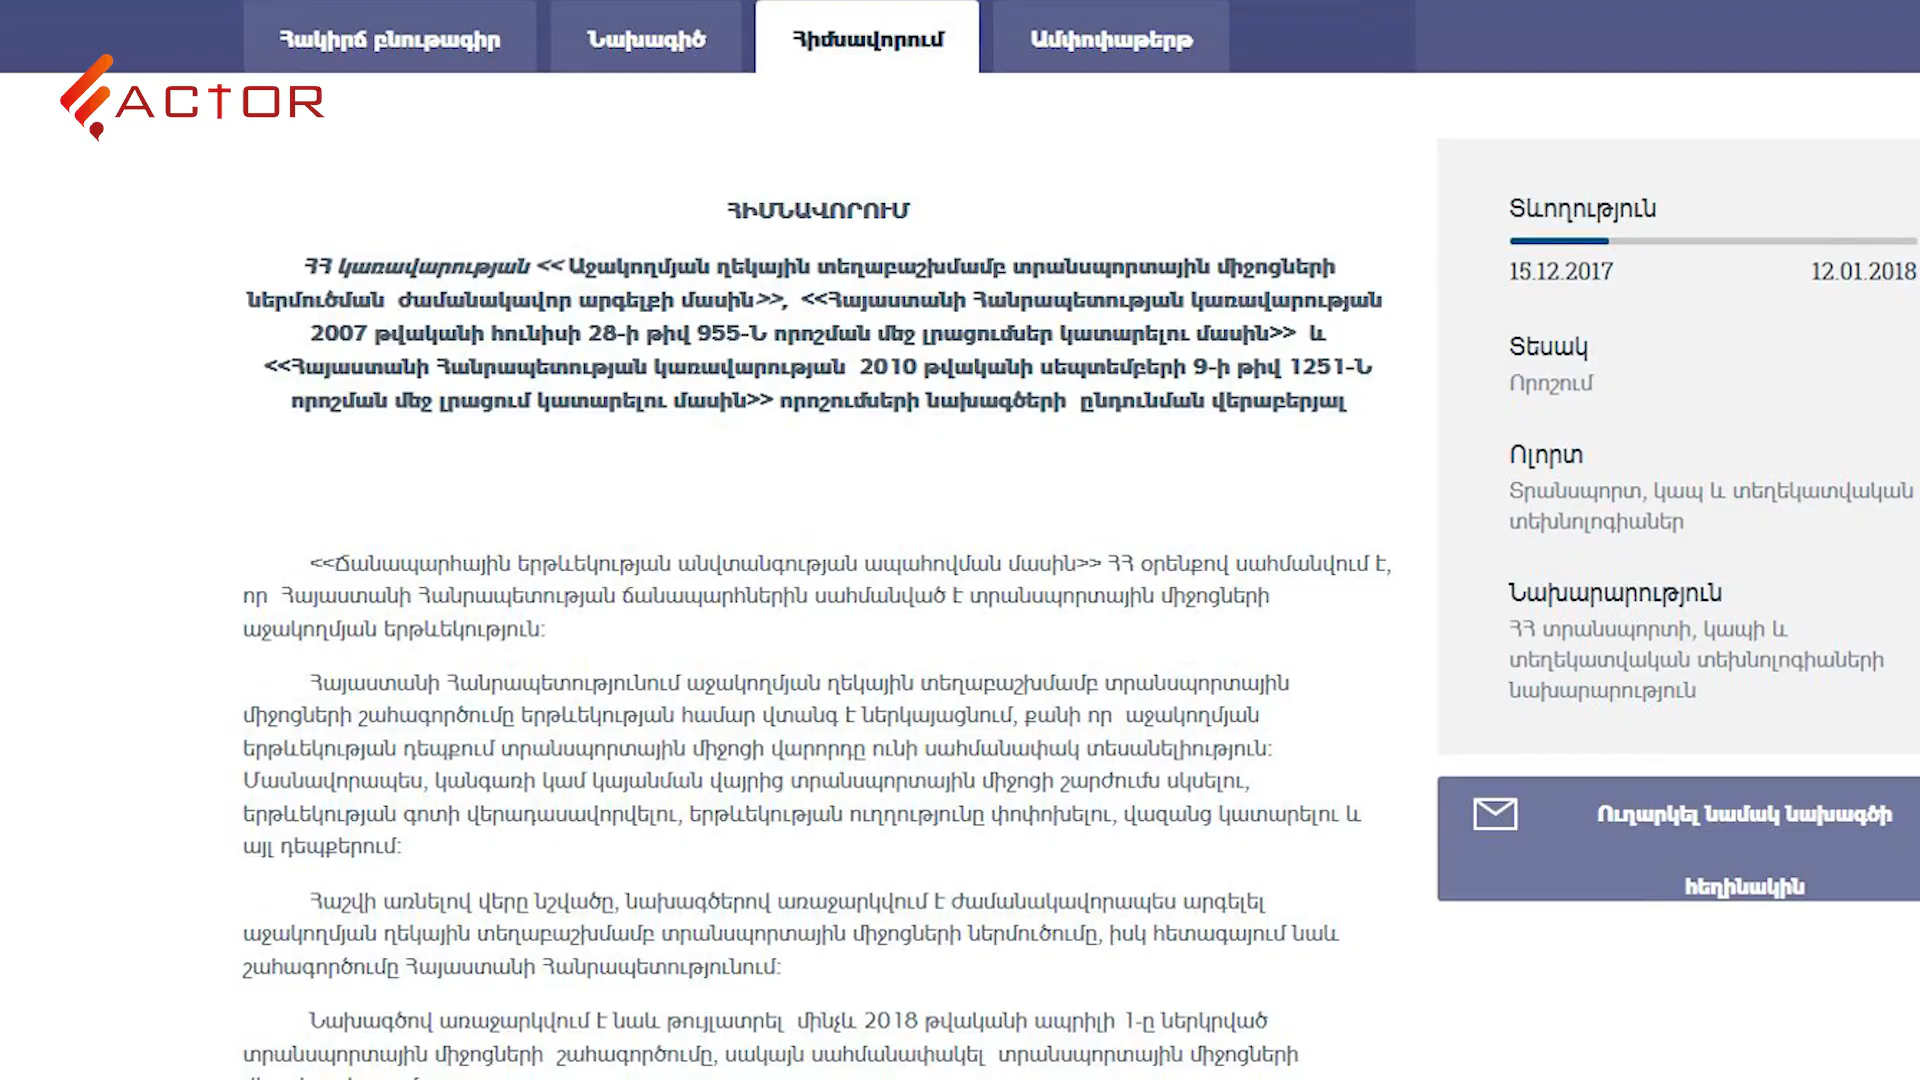 Հակիրճ բնութագիր
Նախագիծ
Հիմնավորում
Ամփոփաթերթ
ACTOR
ՀԻՄՆԱՎՈՐՈՒՄ
ՀՀ կառավարության << Աջակողմյան ղեկային տեղաբաշխմամբ տրանսպորտային միջոցների
ներմուծման ժամանակավոր արգելքի մասին>>, <<Հայաստանի Հանրապետության կառավարության
2007 թվականի հունիսի 28-ի թիվ 955-Ն որոշման մեջ լրացումներ կատարելու մասին>> և
<<Հայաստանի Հանրապետության կառավարության 2010 թվականի սեպտեմբերի 9-ի թիվ 1251-Ն
որոշման մեջ լրացում կատարելու մասին>> որոշումների նախագծերի ընդունման վերաբերյալ
<<Ճանապարհային երթևեկության անվտանգության ապահովման մասին>> ՀՀ օրենքով սահմանվում է,
որ Հայաստանի Հանրապետության ճանապարհներին սահմանված է տրանսպորտային միջոցների
աջակողմյան երթևեկություն:
Հայաստանի Հանրապետությունում աջակողմյան ղեկային տեղաբաշխմամբ տրանսպորտային
միջոցների շահագործումը երթևեկության համար վտանգ է ներկայացնում, քանի որ աջակողմյան
երթևեկության դեպքում տրանսպորտային միջոցի վարորդը ունի սահմանափակ տեսանելիություն:
Մասնավորապես, կանգառի կամ կայանման վայրից տրանսպորտային միջոցի շարժումն սկսելու,
երթևեկության գոտի վերադասավորվելու, երթևեկության ուղղությունը փոփոխելու, վազանց կատարելու և
այլ դեպքերում:
Հաշվի առնելով վերը նշվածը, նախագծերով առաջարկվում է ժամանակավորապես արգելել
աջակողմյան ղեկային տեղաբաշխմամբ տրանսպորտային միջոցների ներմուծումը, իսկ հետագայում նաև
շահագործումը Հայաստանի Հանրապետությունում:
Նախագծով առաջարկվում է նաև թույլատրել մինչև 2018 թվականի ապրիլի 1-ը ներկրված
տրանսպորտային միջոցների շահագործումը, սակայն սահմանափակել տրանսպորտային միջոցների
Տևողություն
15.12.2017 12.01.2018
Տեսակ
Որոշում
Ոլորտ
Տրանսպորտ, կապ և տեղեկատվական
տեխնոլոգիաներ
Նախարարություն
ՀՀ տրանսպորտի, կապի և
տեղեկատվական տեխնոլոգիաների
նախարարություն
Ուղարկել նամակ նախագծի
հեղինակին